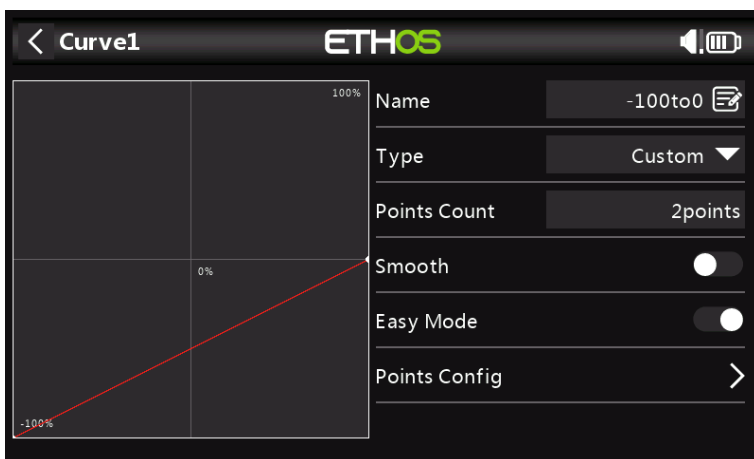 Curve1
ETHOS
100%
0%
-100%
Name
-100to0
Type
Custom
Points Count
2points
Smooth
Easy Mode
Points Config